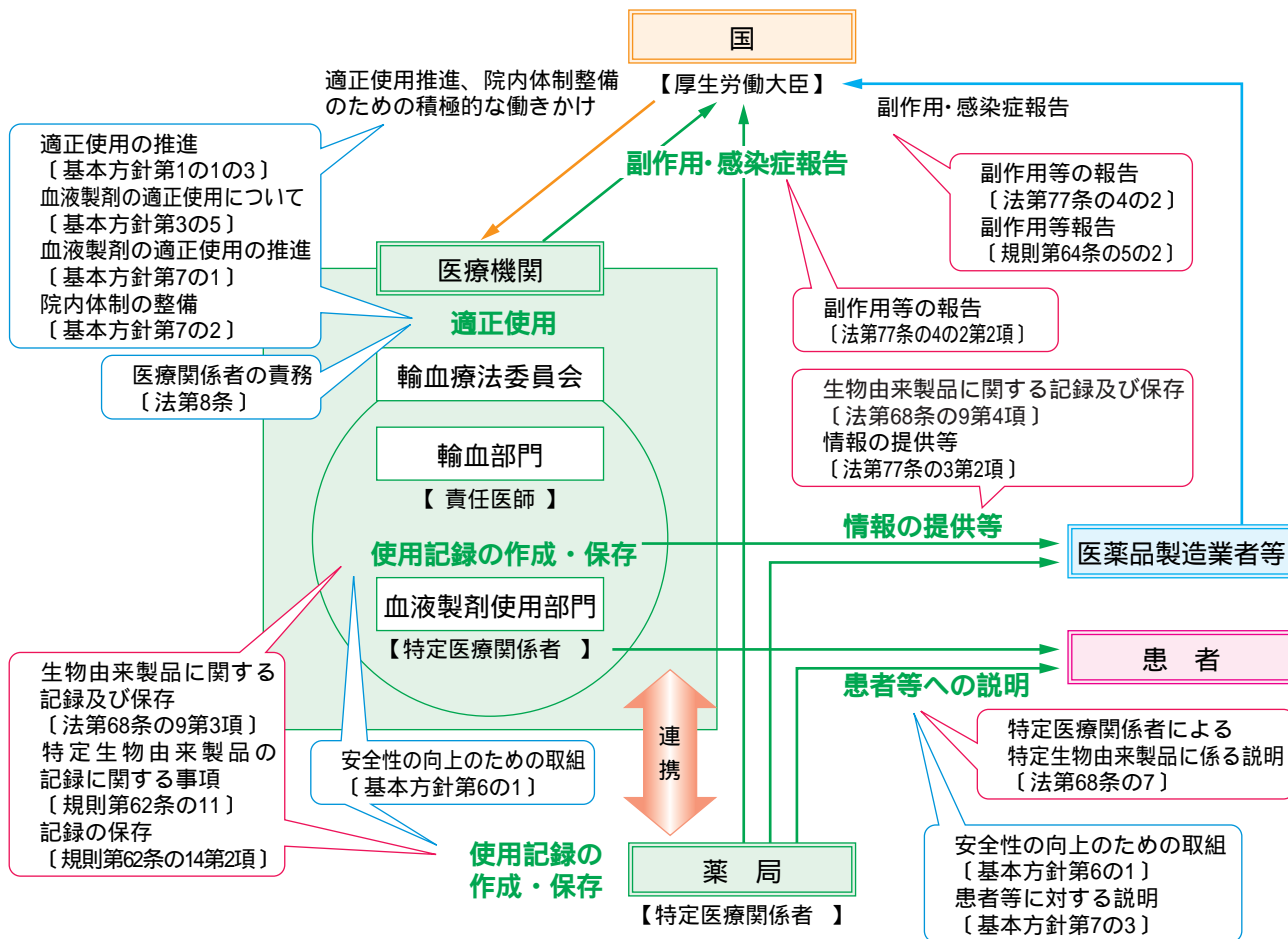 国
【厚生労働大臣】
適正使用推進、院内体制整備
のための積極的な働きかけ
副作用・感染症報告
副作用・感染症報告
適正使用の推進
〔基本方針第1の1の3〕
血液製剤の適正使用について
〔基本方針第3の5〕
血液製剤の適正使用の推進
〔基本方針第7の1〕
院内体制の整備
〔基本方針第7の2〕
副作用等の報告
〔法第77条の4の2〕
副作用等報告
〔規則第64条の5の2〕
副作用等の報告
〔法第77条の4の2第2項〕
医療機関
適正使用
医療関係者の責務
〔法第8条〕
輸血療法委員会
輸血部門
【 責任医師 】
使用記録の作成・保存
血液製剤使用部門
【特定医療関係者 】
生物由来製品に関する記録及び保存
〔法第68条の9第4項〕
情報の提供等
〔法第77条の3第2項〕
情報の提供等
医薬品製造業者等
患 者
患者等への説明
生物由来製品に関する
記録及び保存
〔法第68条の9第3項〕
特定生物由来製品の
記録に関する事項
〔規則第62条の11〕
記録の保存
〔規則第62条の14第2項〕
安全性の向上のための取組
〔基本方針第6の1〕
連
携
特定医療関係者による
特定生物由来製品に係る説明
〔法第68条の7〕
使用記録の
作成・保存
薬 局
【特定医療関係者 】
安全性の向上のための取組
〔基本方針第6の1〕
患者等に対する説明
〔基本方針第7の3〕